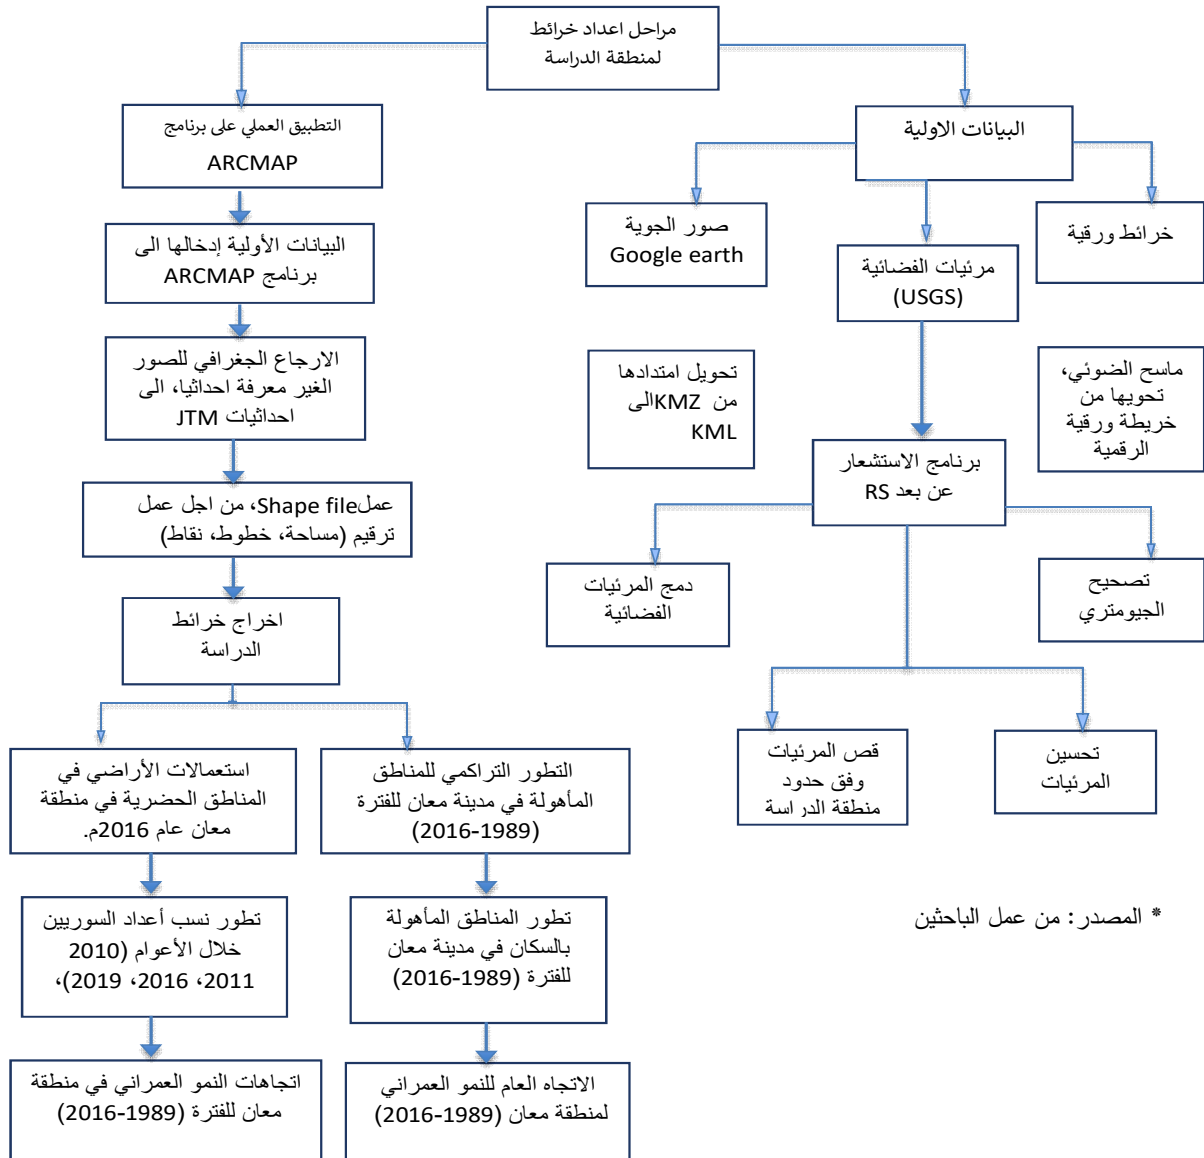 مراحل اعداد خرائط
لمنطقة الدراسة
البيانات الاولية
خرائط ورقية
مرئيات الفضائية
(USGS)
صور الجوية
Google earth
ماسح الضوئي،
تحويها من
خريطة ورقية
الرقمية
تحويل امتدادها
من KMZالى
KML
برنامج الاستشعار
عن بعد RS
تصحيح
الجيومتري
دمج المرئيات
الفضائية
تحسين
المرئيات
قص المرئيات
وفق حدود
منطقة الدراسة
التطبيق العملي على برنامج
ARCMAP
البيانات الأولية إدخالها الى
برنامج ARCMAP
الارجاع الجغرافي للصور
الغير معرفة احداثيا، الى
احداثيات JTM
عملShape file، من اجل عمل
ترقيم (مساحة، خطوط، نقاط)
اخراج خرائط
الدراسة
التطور التراكمي للمناطق
المأهولة في مدينة معان للفترة
(1989-2016)
تطور المناطق المأهولة
بالسكان في مدينة معان
للفترة (1989-2016)
الاتجاه العام للنمو العمراني
لمنطقة معان (1989-2016)
استعمالات الأراضي في
المناطق الحضرية في منطقة
معان عام 2016م.
تطور نسب أعداد السوريين
خلال الأعوام (2010
2011، 2016، 2019)،
اتجاهات النمو العمراني في منطقة
معان للفترة (1989-2016)
* المصدر: من عمل الباحثين